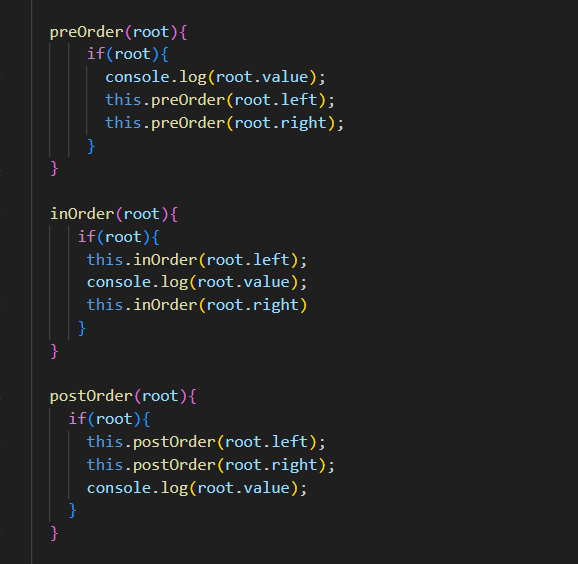 preOrder(root){
if(root){
console.log(root.value);
this.preOrder(root.left);
this.preOrder(root.right);
}
}
inOrder(root){
if(root){
this.inOrder(root.left);
console.log(root.value);
this.inOrder(root.right)
}
}
postOrder(root){
if(root){
this.postOrder(root.left);
this.postOrder(root.right);
console.log(root.value);
}
}